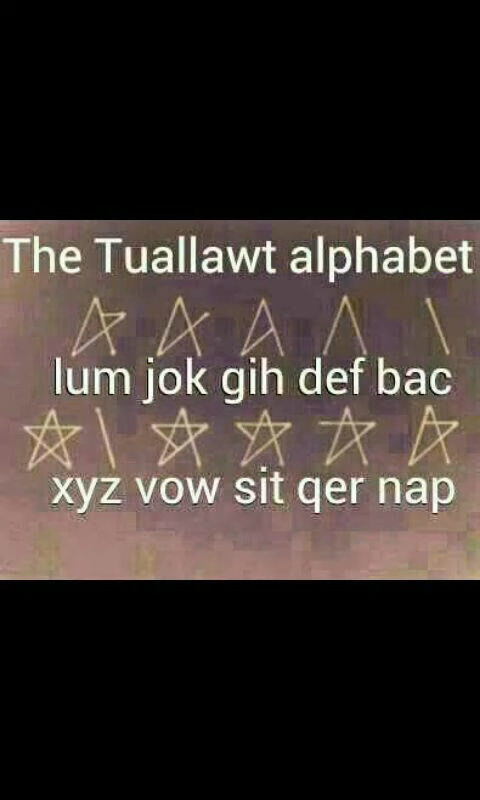 The Tuallawt alphabet
lum jok gih def bac
xyz vow sit qer nap